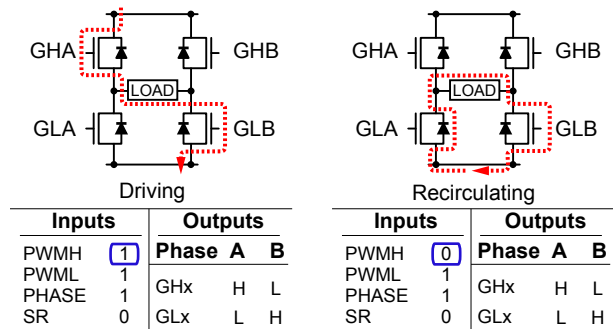 GHA GHB
LOAD
GLA GLB
Driving
Inputs Outputs
PWMH 1 Phase A B
PWML 1
PHASE 1 GHx H L
SR 0 GLx L H
GHA GHB
LOAD
GLA GLB
Recirculating
Inputs Outputs
PWMH 0 Phase A B
PWML 1
PHASE 1 GHx H L
SR 0 GLx L H